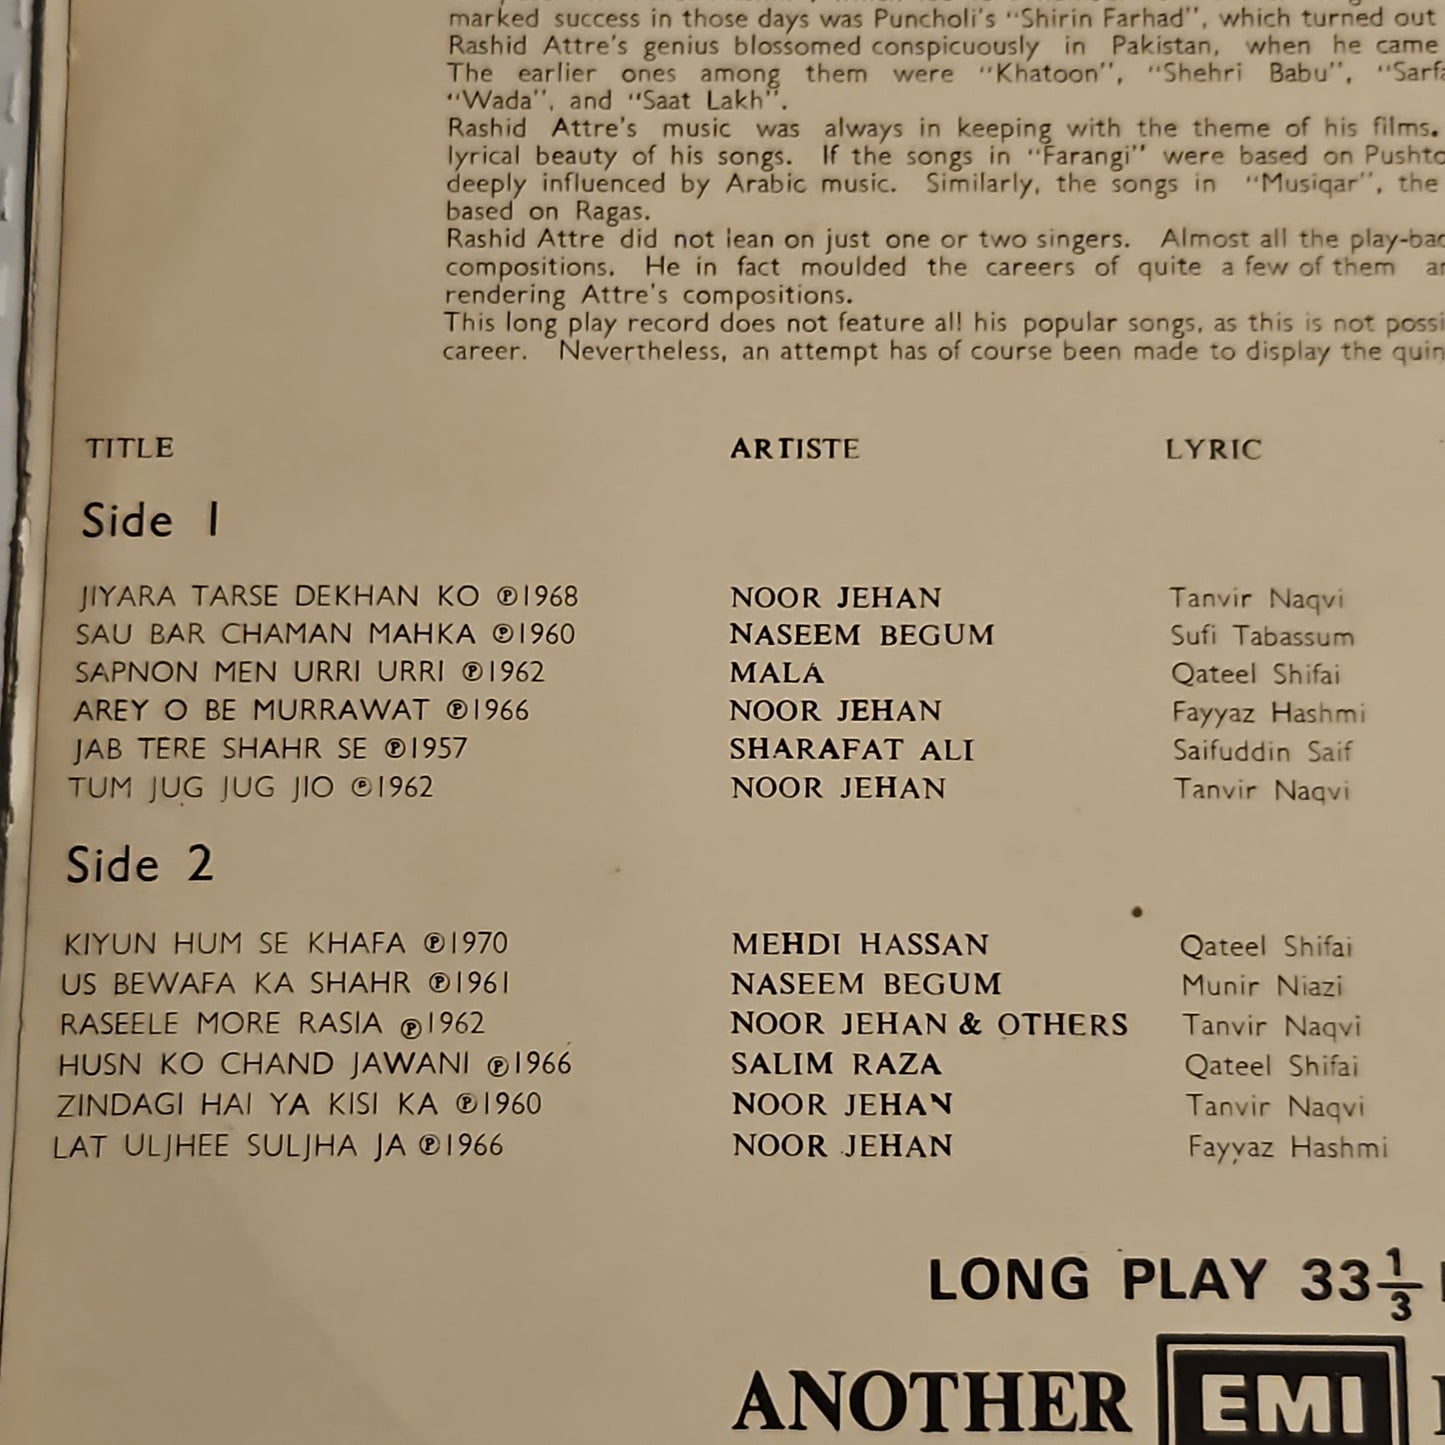 marked success in those days was Puncholi's "Shirin Farhad", which turned out
Rashid Attre's genius blossomed conspicuously in Pakistan, when he came
The earlier ones among them were "Khatoon", "Shehri Babu",
"Wada", and "Saat Lakh".
Rashid Attre's music was always in keeping with the theme of his films.
lyrical beauty of his songs. If the songs in "Farangi" were based on
deeply influenced by Arabic music. Similarly, the songs in "Musiqar", the
based on Ragas.
Rashid Attre did not lean on just one or two singers. Almost all the
compositions. He in fact moulded the careers of quite a few of them
rendering Attre's compositions.
This long play record does not feature all his popular songs, as this is not
career. Nevertheless, an attempt has of course been made to display the
TITLE ARTISTE LYRIC
Side 1
JIYARA TARSE DEKHAN KO ℗1968 NOOR JEHAN Tanvir Naqvi
SAU BAR CHAMAN MAHKA ℗1960 NASEEM BEGUM Sufi Tabassum
SAPNON MEN URRI URRI ℗1962 MALA Qateel Shifai
AREY O BE MURRAWAT ℗1966 NOOR JEHAN Fayyaz Hashmi
JAB TERE SHAHR SE ℗1957 SHARAFAT ALI Saifuddin Saif
TUM JUG JUG JIO ℗1962 NOOR JEHAN Tanvir Naqvi
Side 2
KIYUN HUM SE KHAFA ℗1970 MEHDI HASSAN Qateel Shifai
US BEWAFA KA SHAHR ℗1961 NASEEM BEGUM Munir Niazi
RASEELE MORE RASIA ℗1962 NOOR JEHAN & OTHERS Tanvir Naqvi
HUSN KO CHAND JAWANI ℗1966 SALIM RAZA Qateel Shifai
ZINDAGI HAI YA KISI KA ℗1960 NOOR JEHAN Tanvir Naqvi
LAT ULJHEE SULJHA JA ℗1966 NOOR JEHAN Fayyaz Hashmi
LONG PLAY 33⅓
ANOTHER EMI